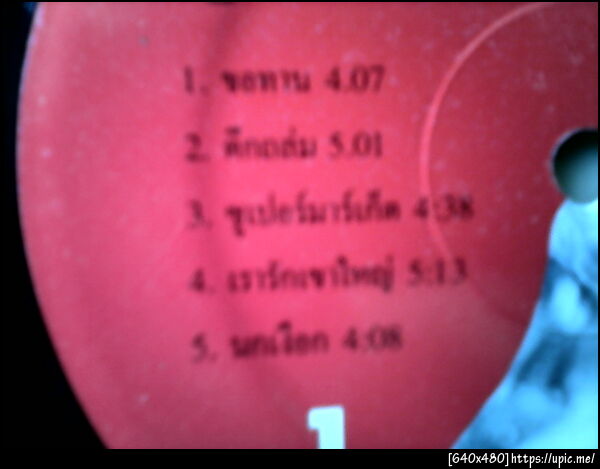 1. ขอทาน 4.07
2. ตึกถล่ม 5.01
3. ซูเปอร์มาร์เก็ต 4:38
4. เรารักเขาใหญ่ 5:13
5. นกเงือก 4:08
1
[640x480]https://upic.me/